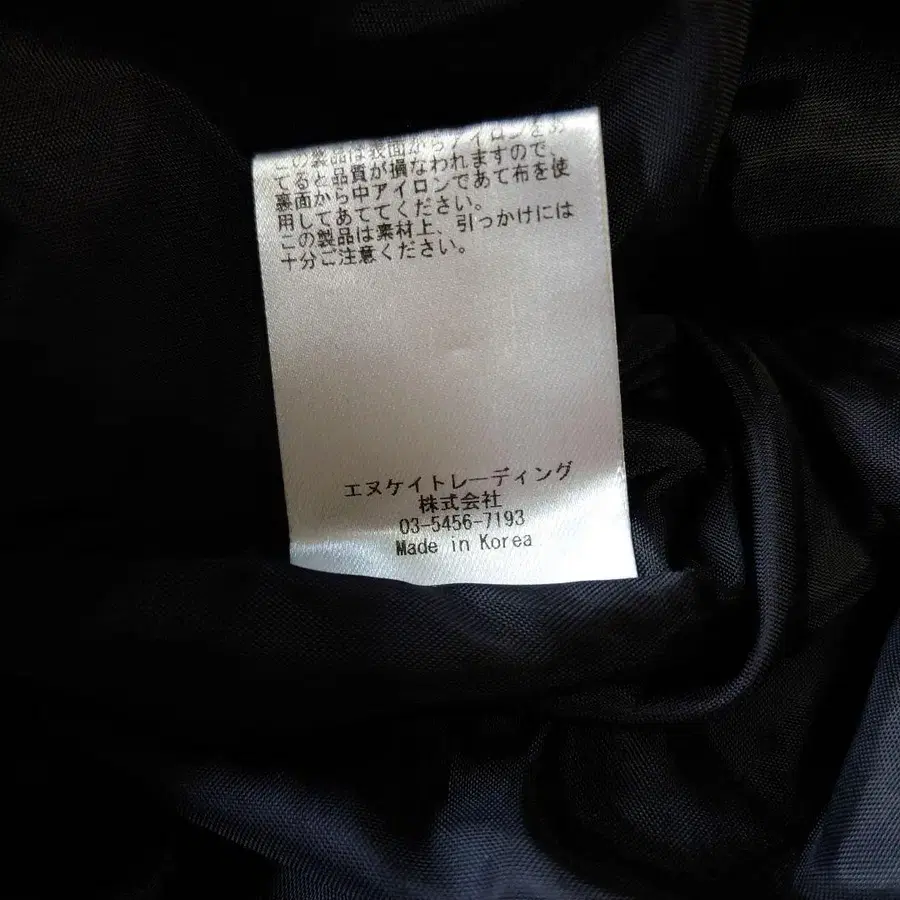 この製品は表面からアイロンをあ
てると品質が損なわれますので、
裏面から中アイロンであて布を使
用してあててください。
この製品は素材上、引っかけには
十分ご注意ください。
エヌケイトレーディング
株式会社
03-5456-7193
Made in Korea